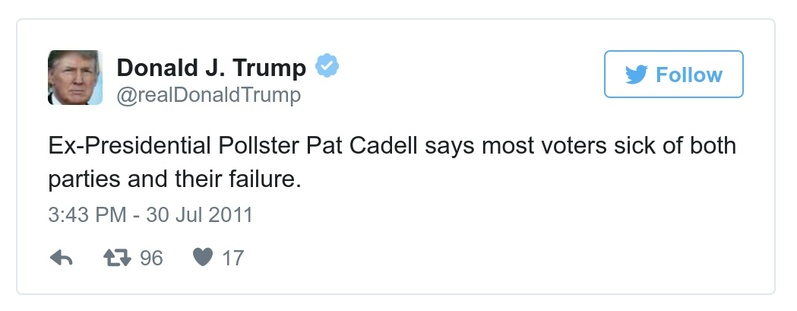 Donald J. Trump
@realDonaldTrump
Follow
Ex-Presidential Pollster Pat Cadell says most voters sick of both
parties and their failure.
3:43 PM - 30 Jul 2011
96 17